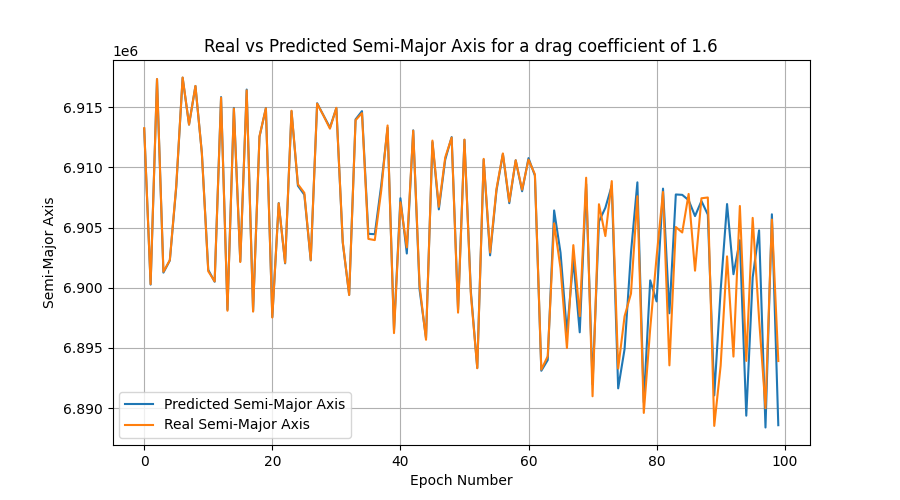 Real vs Predicted Semi-Major Axis for a drag coefficient of 1.6
1e6
6.915
6.910
6.905
6.900
6.895
6.890
Semi-Major Axis
Predicted Semi-Major Axis
Real Semi-Major Axis
0 20 40 60 80 100
Epoch Number